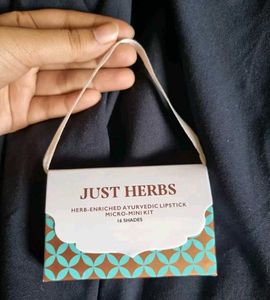 JUST HERBS
HERB-ENRICHED AYURVEDIC LIPSTICK
MICRO-MINI KIT
16 SHADES